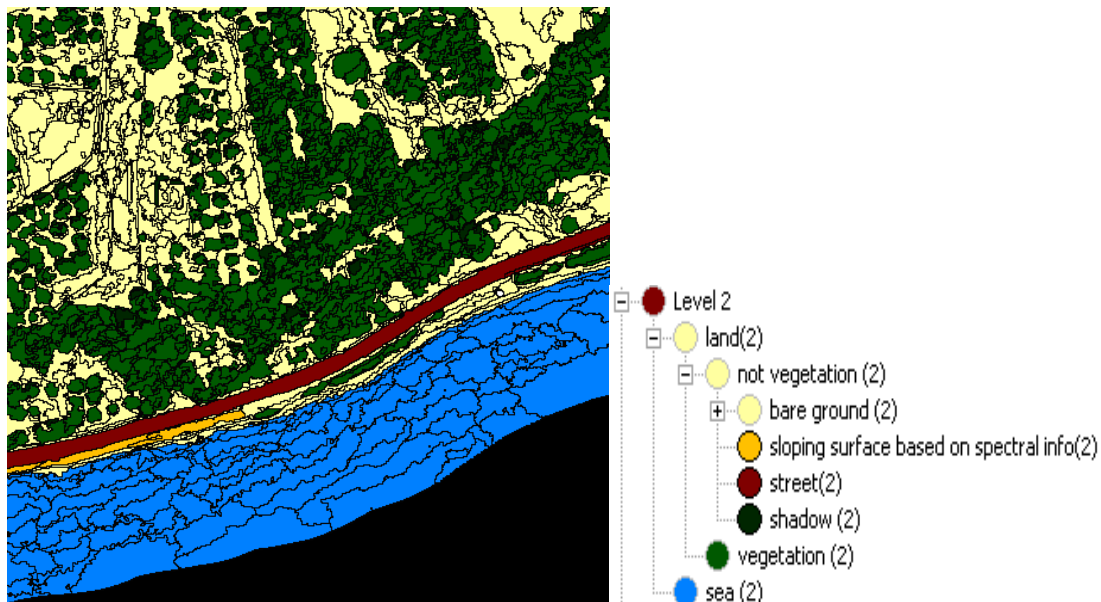 Level 2
land(2)
not vegetation (2)
bare ground (2)
sloping surface based on spectral info(2)
street(2)
shadow (2)
vegetation (2)
sea (2)